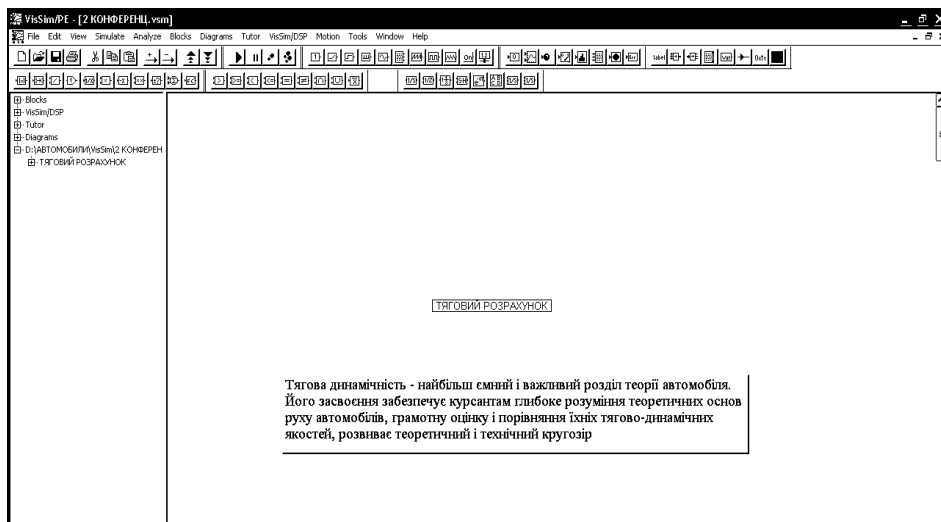 VisSim/PE - [2 КОНФЕРЕНЦ.vsm]
File Edit View Simulate Analyze Blocks Diagrams Tutor VisSim/DSP Motion Tools Window Help
Blocks
VisSim/DSP
Tutor
Diagrams
D:\АВТОМОБИЛИ\VisSim\2 КОНФЕРЕН
ТЯГОВИЙ РОЗРАХУНОК
ТЯГОВИЙ РОЗРАХУНОК
Тягова динамічність - найбільш ємний і важливий розділ теорії автомобіля.
Його засвоєння забезпечує курсантам глибоке розуміння теоретичних основ
руху автомобілів, грамотну оцінку і порівняння їхніх тягово-динамічних
якостей, розвиває теоретичний і технічний кругозір